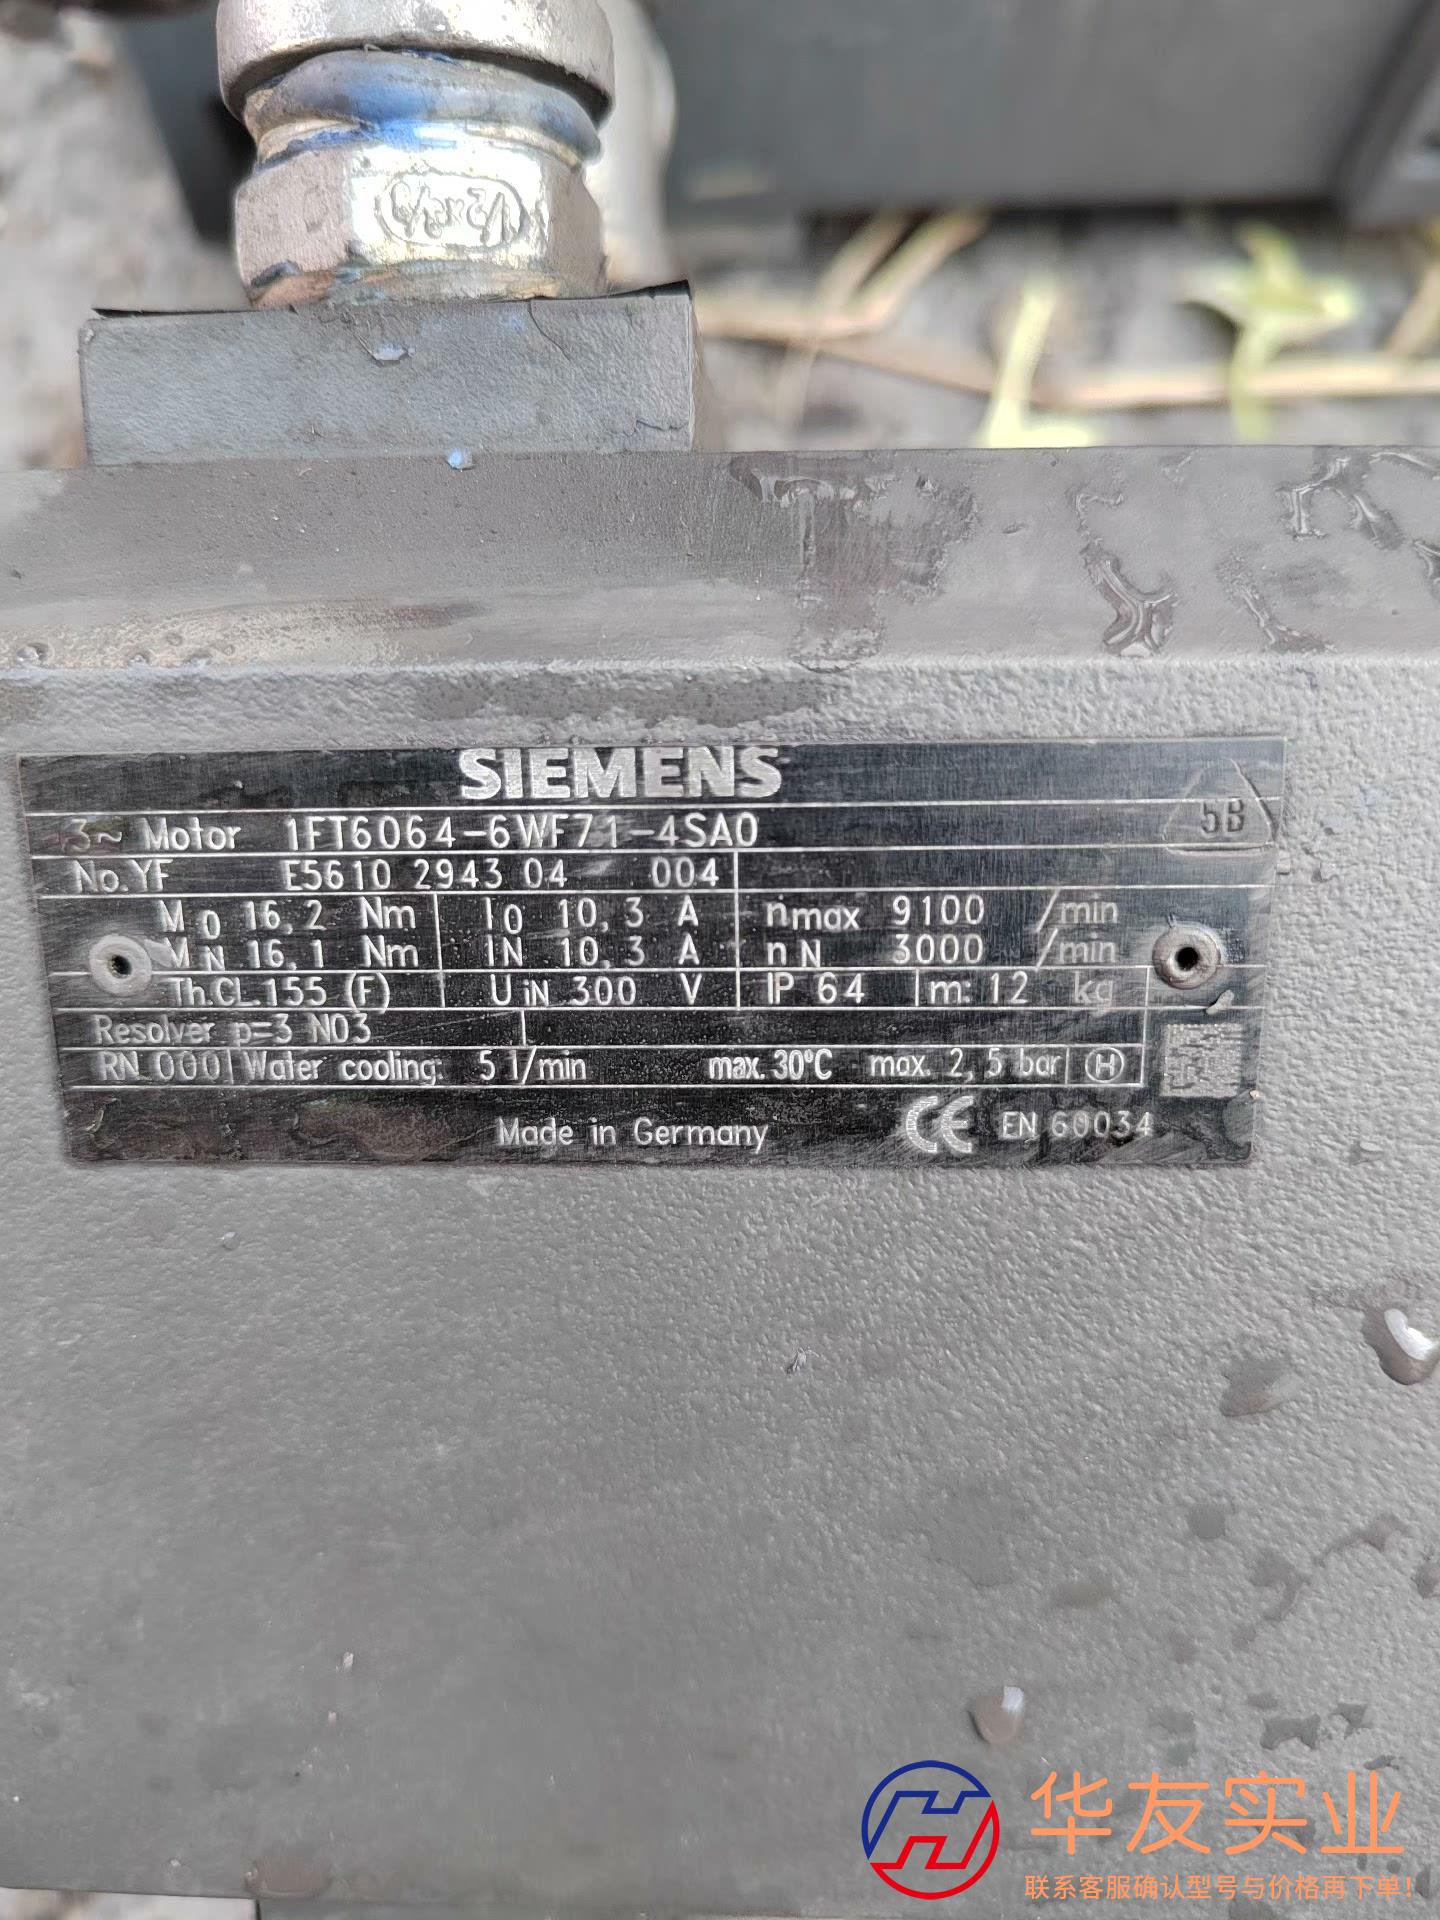 SIEMENS
5B
3~ Motor 1FT6064-6WF71-4SA0
No.YF E5610 2943 04 004
M0 16,2 Nm I0 10,3 A nmax 9100 /min
MN 16,1 Nm IN 10,3 A nN 3000 /min
Th.CL.155 (F) UiN 300 V IP 64 m: 12 kg
Resolver p=3 N03
RN 000 Water cooling: 5 l/min max.30°C max. 2,5 bar H
Made in Germany CE EN 60034
华友实业
联系客服确认型号与价格再下单!